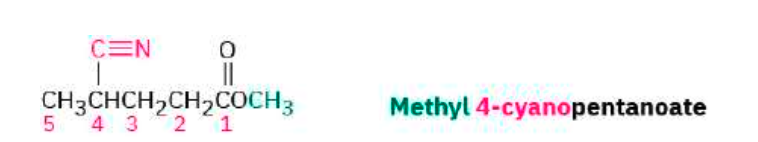 C≡N O
CH₃CHCH₂CH₂COCH₃
5 4 3 2 1
Methyl 4-cyanopentanoate